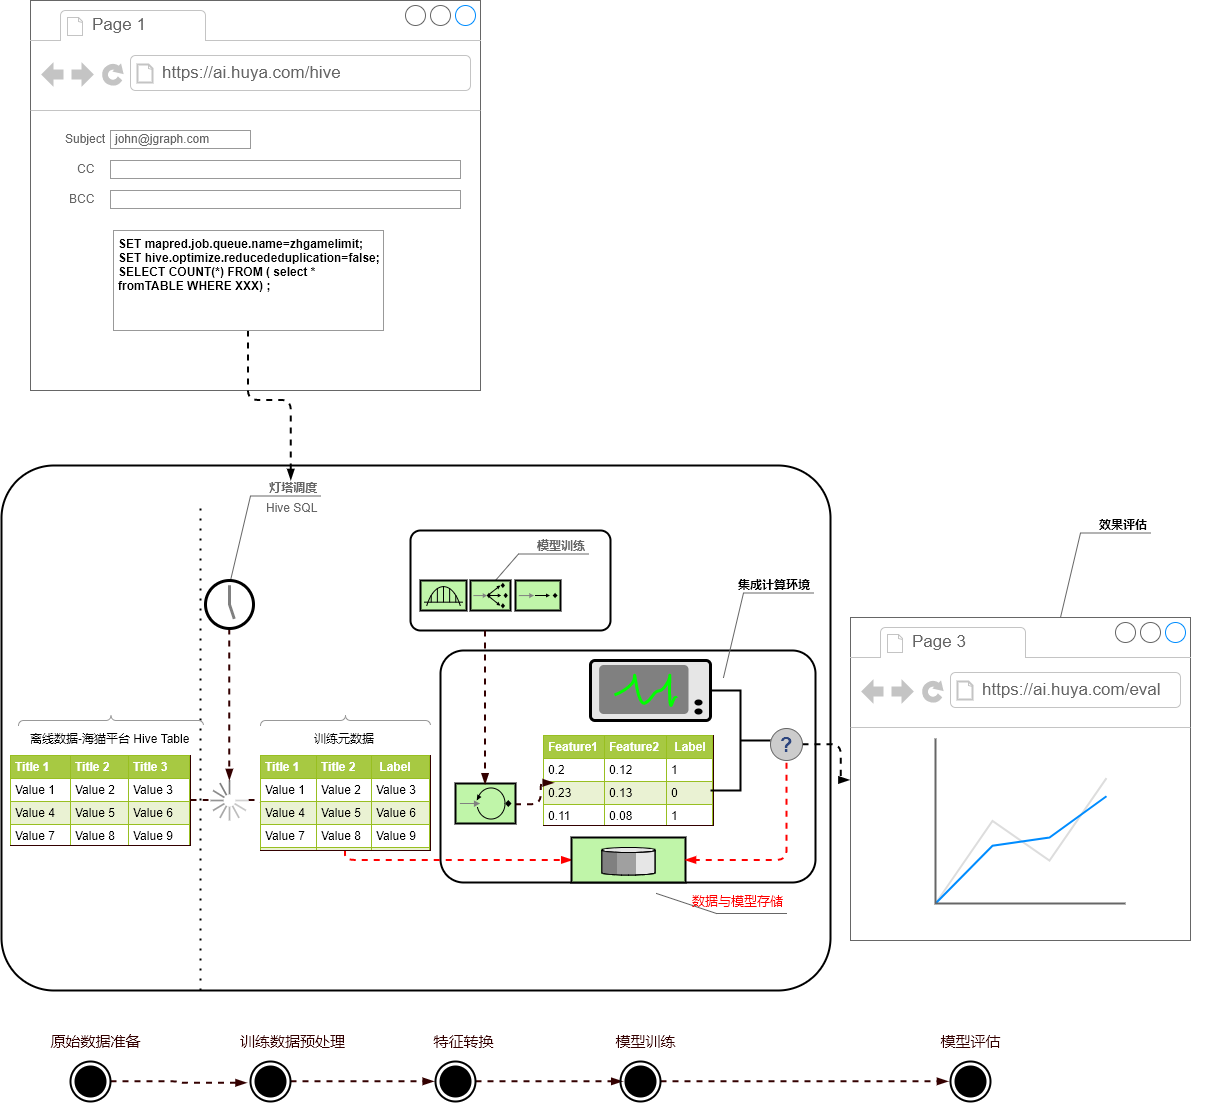 Page 1
https://ai.huya.com/hive
Subject john@jgraph.com
CC
BCC
SET mapred.job.queue.name=zhgamelimit;
SET hive.optimize.reducededuplication=false;
SELECT COUNT(*) FROM ( select *
fromTABLE WHERE XXX) ;
灯塔调度
Hive SQL
模型训练
集成计算环境
效果评估
Page 3
https://ai.huya.com/eval
离线数据-海猫平台 Hive Table
Title 1 Title 2 Title 3
Value 1 Value 2 Value 3
Value 4 Value 5 Value 6
Value 7 Value 8 Value 9
训练元数据
Title 1 Title 2 Label
Value 1 Value 2 Value 3
Value 4 Value 5 Value 6
Value 7 Value 8 Value 9
Feature1 Feature2 Label
0.2 0.12 1
0.23 0.13 0
0.11 0.08 1
?
数据与模型存储
原始数据准备
训练数据预处理
特征转换
模型训练
模型评估